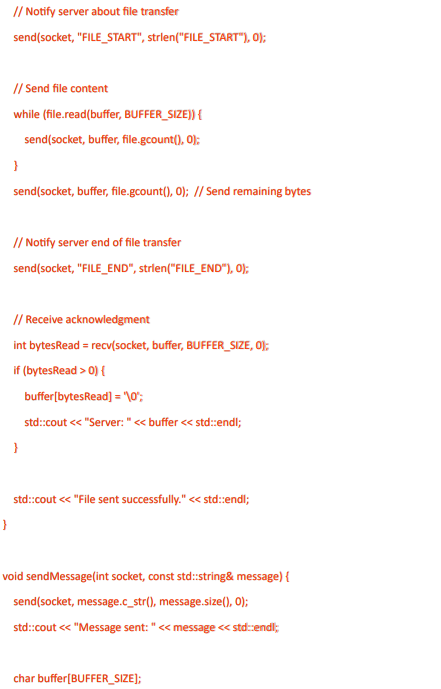 // Notify server about file transfer
send(socket, "FILE_START", strlen("FILE_START"), 0);
// Send file content
while (file.read(buffer, BUFFER_SIZE)) {
send(socket, buffer, file.gcount(), 0);
}
send(socket, buffer, file.gcount(), 0); // Send remaining bytes
// Notify server end of file transfer
send(socket, "FILE_END", strlen("FILE_END"), 0);
// Receive acknowledgment
int bytesRead = recv(socket, buffer, BUFFER_SIZE, 0);
if (bytesRead > 0) {
buffer[bytesRead] = '\0';
std::cout << "Server: " << buffer << std::endl;
}
std::cout << "File sent successfully." << std::endl;
}
void sendMessage(int socket, const std::string& message) {
send(socket, message.c_str(), message.size(), 0);
std::cout << "Message sent: " << message << std::endl;
char buffer[BUFFER_SIZE];